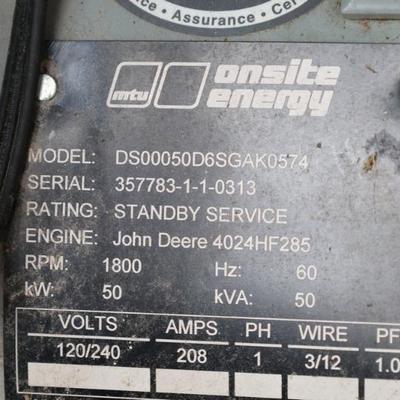 • Assurance • Cer
mtu onsite
energy
MODEL: DS00050D6SGAK0574
SERIAL: 357783-1-1-0313
RATING: STANDBY SERVICE
ENGINE: John Deere 4024HF285
RPM: 1800 Hz: 60
kW: 50 kVA: 50
VOLTS AMPS PH WIRE PF
120/240 208 1 3/12 1.0